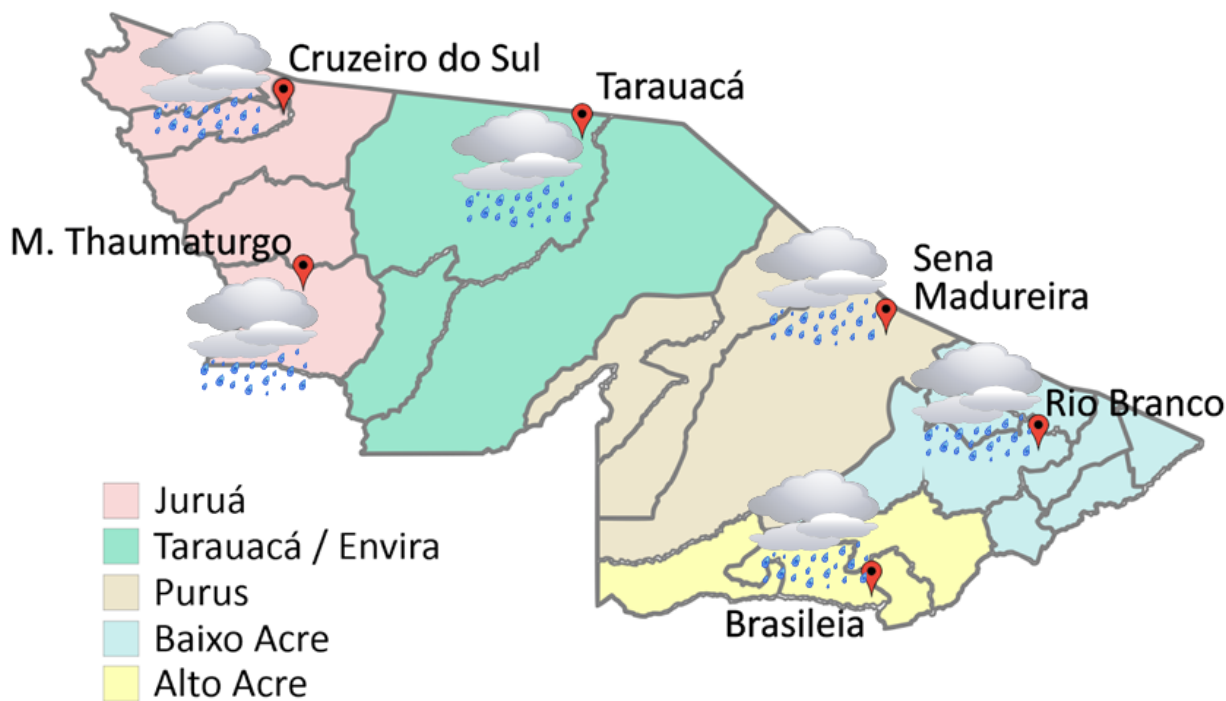 Cruzeiro do Sul
Tarauacá
M. Thaumaturgo
Sena
Madureira
Rio Branco
Brasileia
Juruá
Tarauacá / Envira
Purus
Baixo Acre
Alto Acre